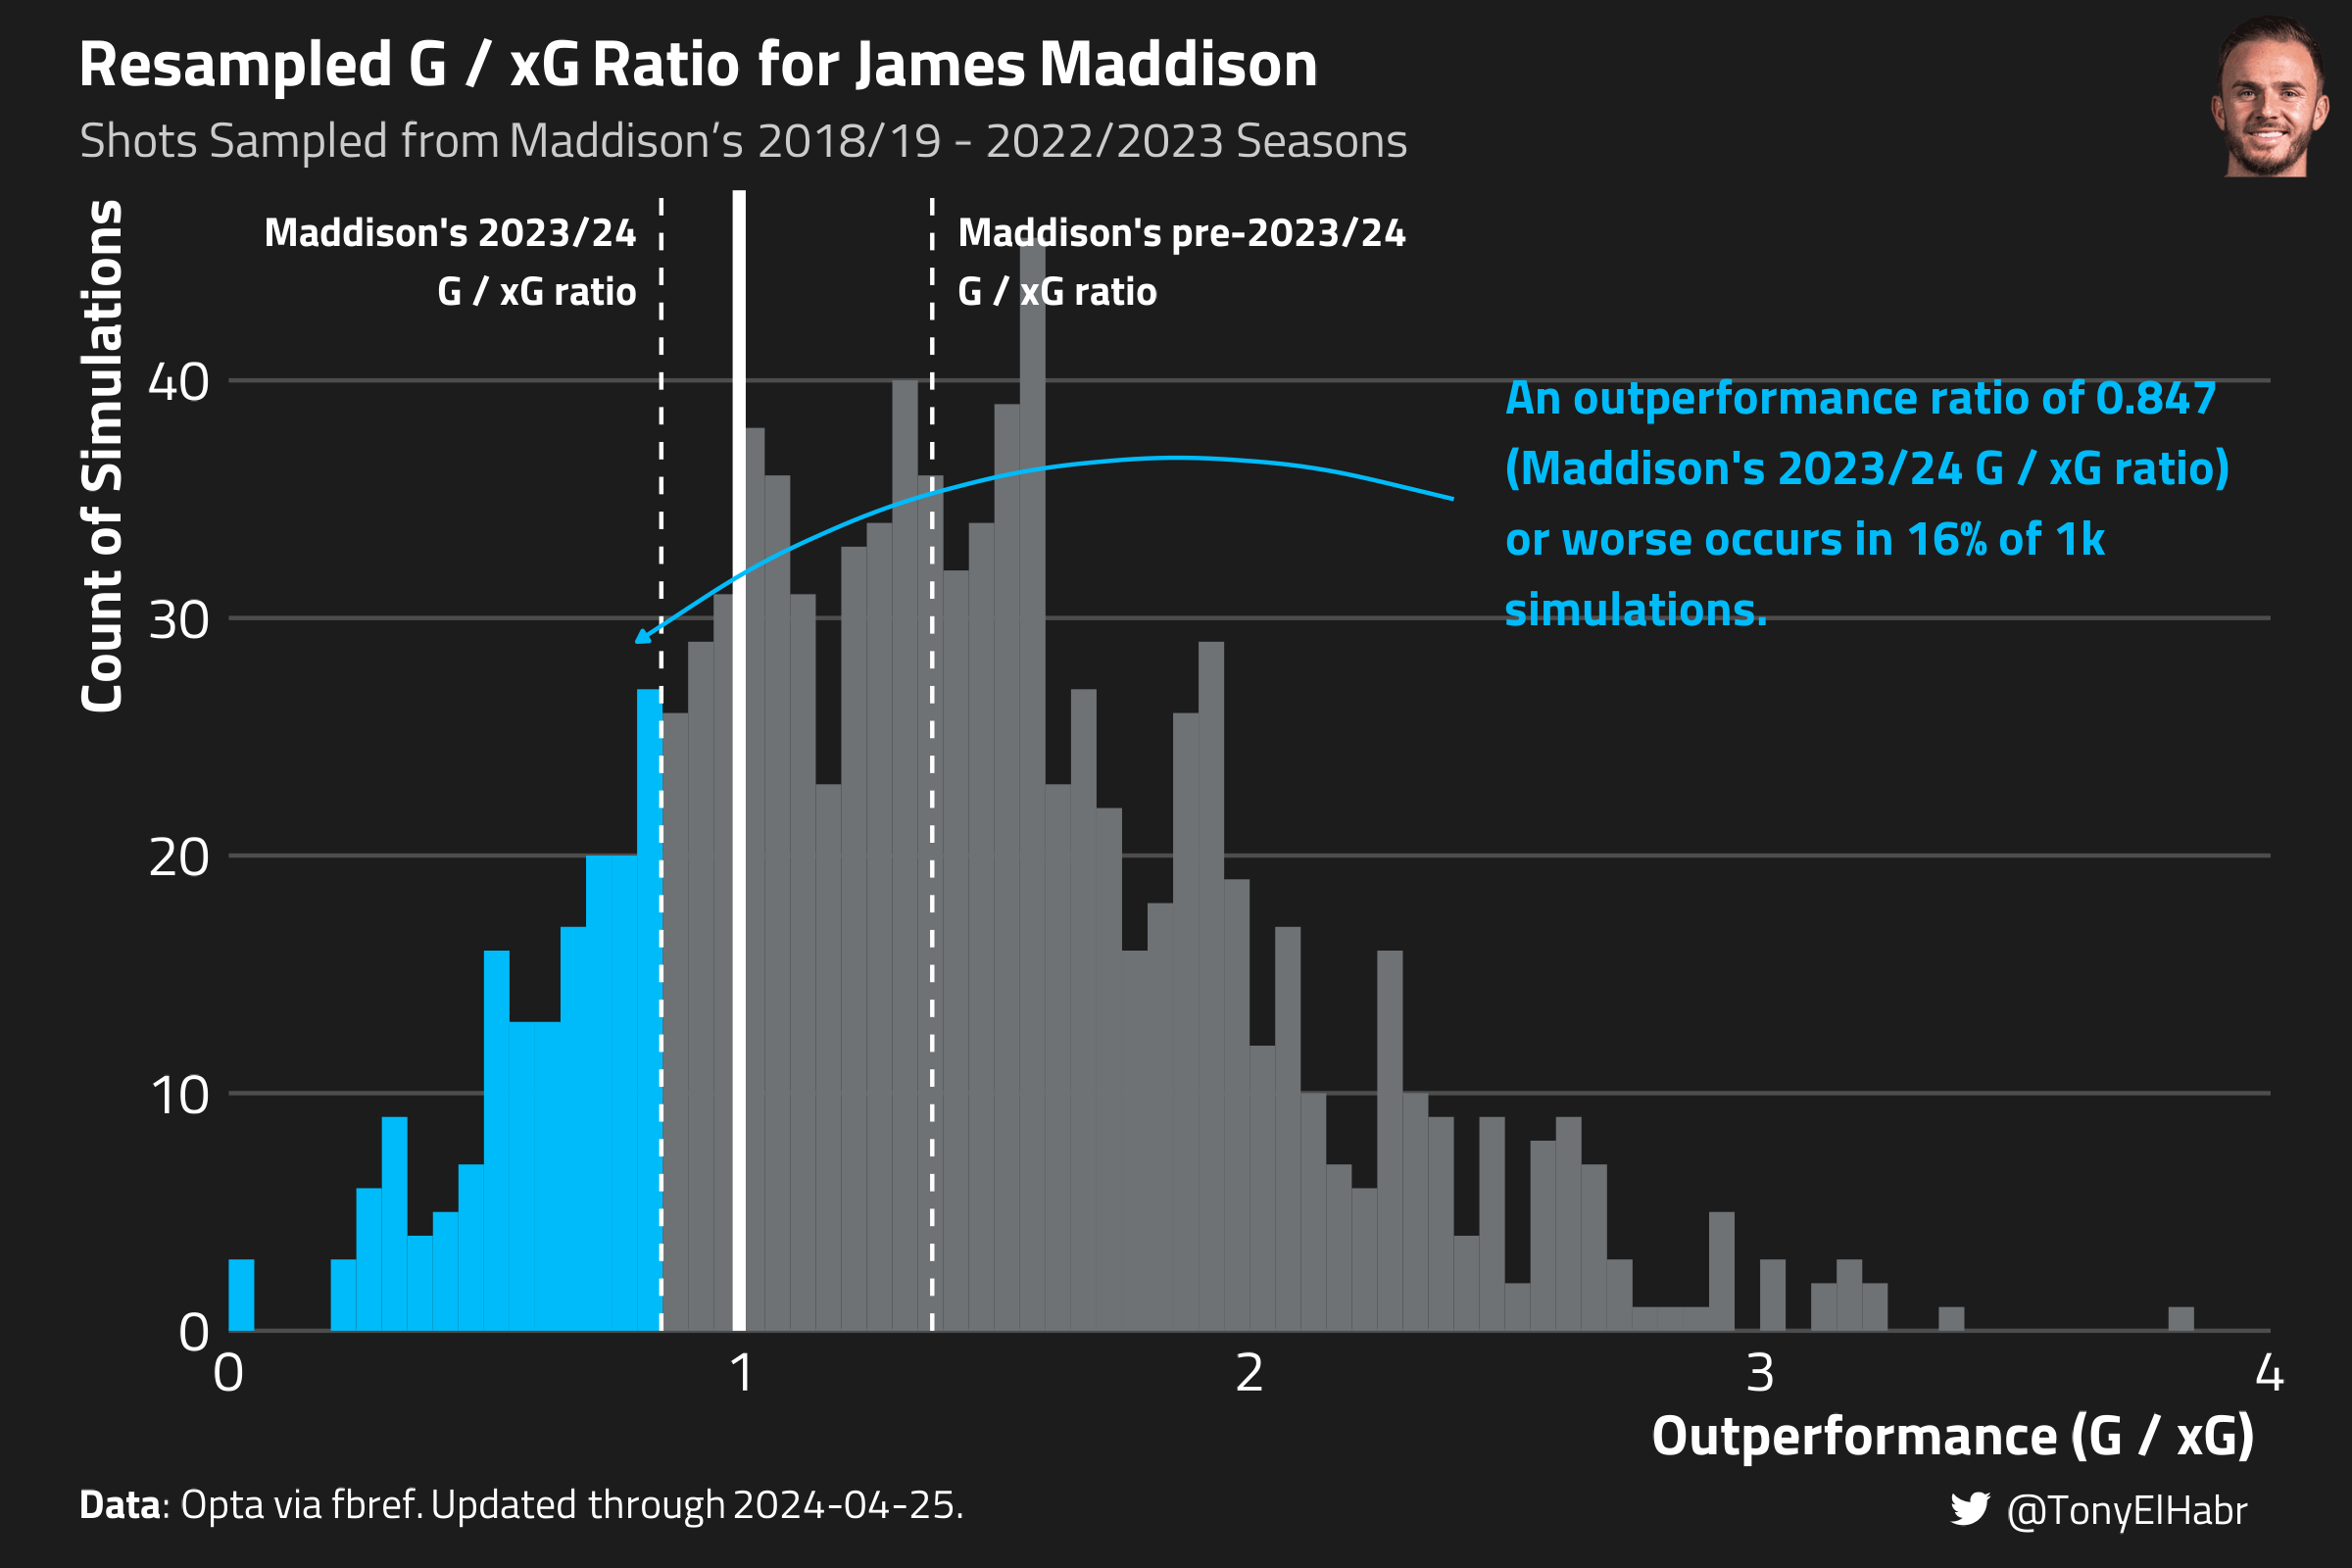 Resampled G / xG Ratio for James Maddison
Shots Sampled from Maddison’s 2018/19 - 2022/2023 Seasons
Count of Simulations
Maddison's 2023/24
G / xG ratio
Maddison's pre-2023/24
G / xG ratio
An outperformance ratio of 0.847
(Maddison's 2023/24 G / xG ratio)
or worse occurs in 16% of 1k
simulations.
40
30
20
10
0
0 1 2 3 4
Outperformance (G / xG)
Data: Opta via fbref. Updated through 2024-04-25.
@TonyElHabr